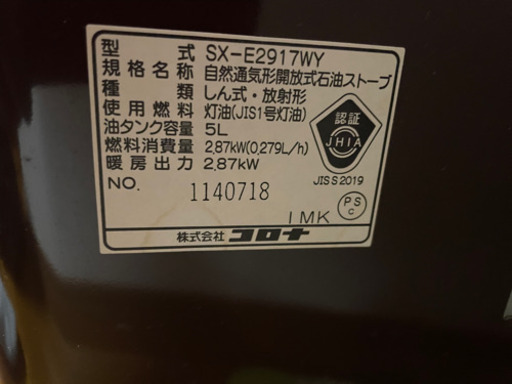 型式 SX-E2917WY
規格名称 自然通気形開放式石油ストーブ
種類 しん式・放射形
使用燃料 灯油(JIS1号灯油)
油タンク容量 5L
燃料消費量 2,87kW(0,279L/h)
暖房出力 2,87kW
認証
JHIA
JIS S 2019
NO. 1140718
PS
C
IMK
株式会社コロナ